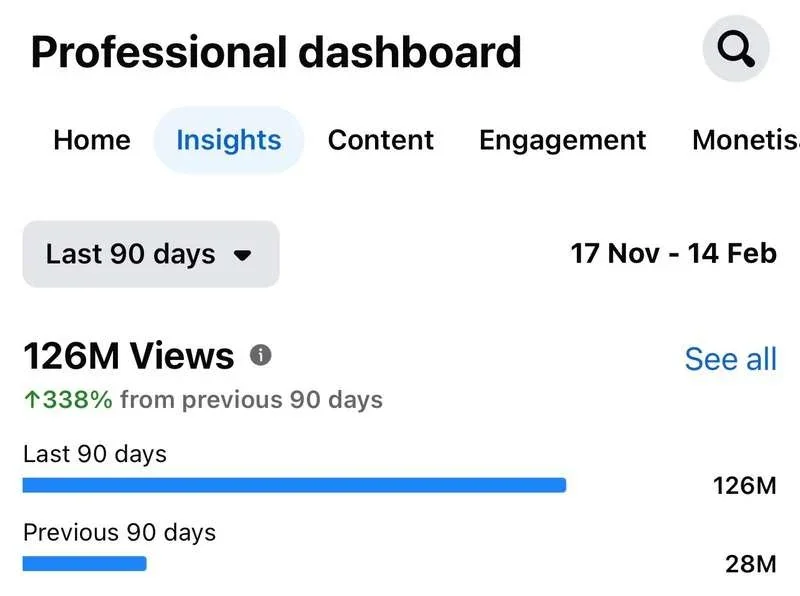 Professional dashboard
Home Insights Content Engagement Monetis
Last 90 days 17 Nov - 14 Feb
126M Views See all
↑338% from previous 90 days
Last 90 days
126M
Previous 90 days
28M